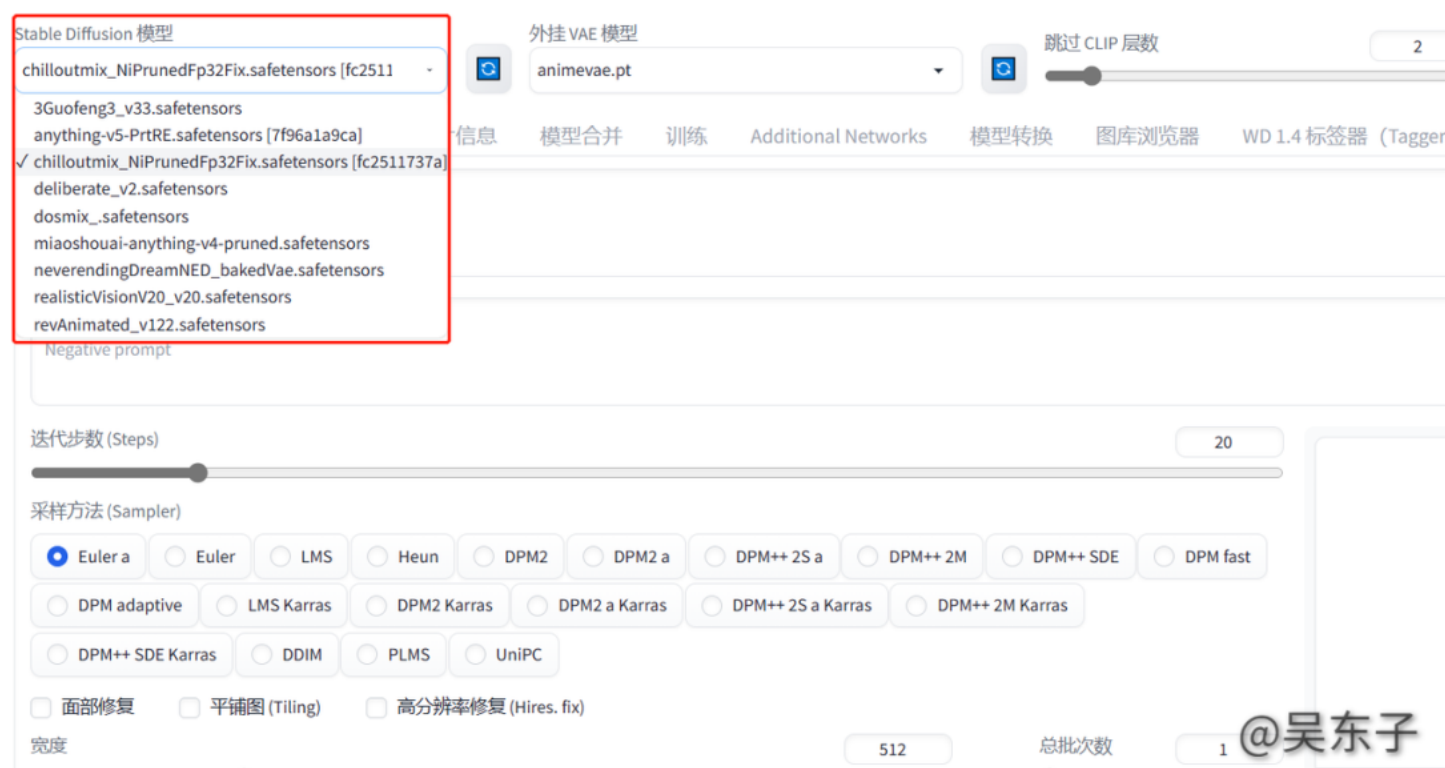 Stable Diffusion 模型
外挂 VAE 模型
跳过 CLIP 层数
2
chilloutmix_NiPrunedFp32Fix.safetensors [fc2511
animevae.pt
3Guofeng3_v33.safetensors
anything-v5-PrtRE.safetensors [7f96a1a9ca]
✓ chilloutmix_NiPrunedFp32Fix.safetensors [fc2511737a]
deliberate_v2.safetensors
dosmix_.safetensors
miaoshouai-anything-v4-pruned.safetensors
neverendingDreamNED_bakedVae.safetensors
realisticVisionV20_v20.safetensors
revAnimated_v122.safetensors
信息 模型合并 训练 Additional Networks 模型转换 图库浏览器 WD 1.4 标签器 (Tagger
Negative prompt
迭代步数 (Steps)
20
采样方法 (Sampler)
Euler a Euler LMS Heun DPM2 DPM2 a DPM++ 2S a DPM++ 2M DPM++ SDE DPM fast
DPM adaptive LMS Karras DPM2 Karras DPM2 a Karras DPM++ 2S a Karras DPM++ 2M Karras
DPM++ SDE Karras DDIM PLMS UniPC
面部修复 平铺图 (Tiling) 高分辨率修复 (Hires. fix)
宽度 512 总批次数 1
@吴东子